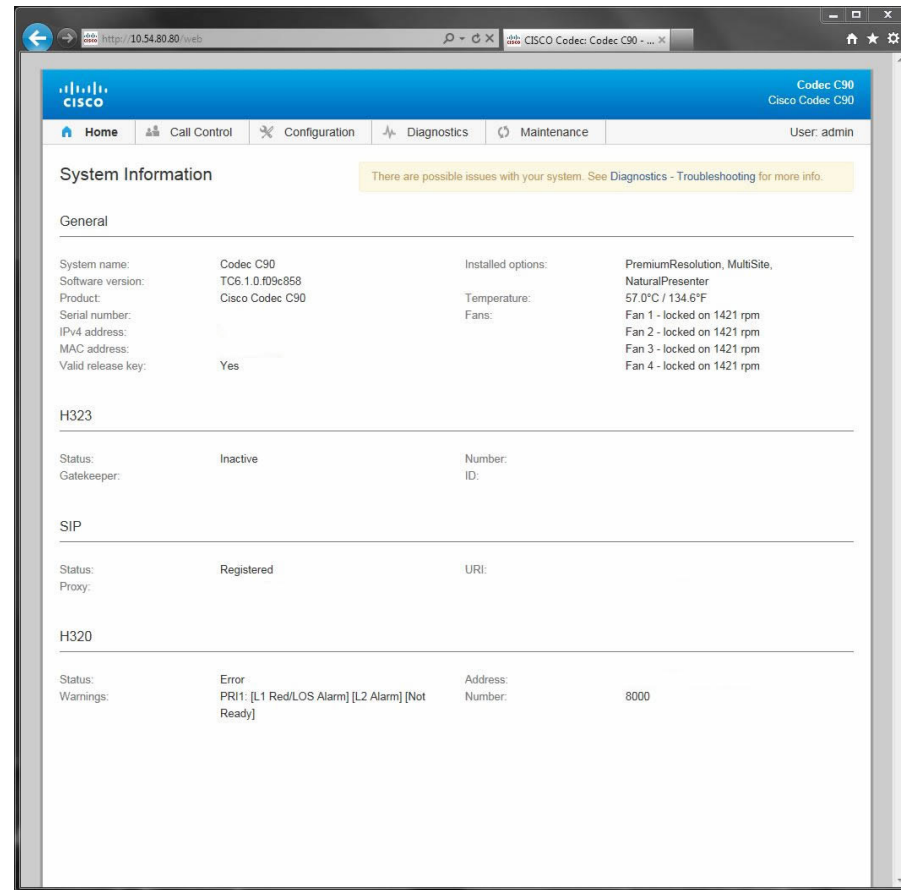 http://10.54.80.80/web
CISCO Codec: Codec C90 - ...
CISCO
Codec C90
Cisco Codec C90
Home Call Control Configuration Diagnostics Maintenance User: admin
System Information
There are possible issues with your system. See Diagnostics - Troubleshooting for more info.
General
System name: Codec C90
Software version: TC6.1.0.f09c858
Product: Cisco Codec C90
Serial number:
IPv4 address:
MAC address:
Valid release key: Yes
Installed options: PremiumResolution, MultiSite,
NaturalPresenter
Temperature: 57.0°C / 134.6°F
Fans: Fan 1 - locked on 1421 rpm
Fan 2 - locked on 1421 rpm
Fan 3 - locked on 1421 rpm
Fan 4 - locked on 1421 rpm
H323
Status: Inactive
Gatekeeper:
Number:
ID:
SIP
Status: Registered
Proxy:
URI:
H320
Status: Error
Warnings: PRI1: [L1 Red/LOS Alarm] [L2 Alarm] [Not
Ready]
Address:
Number: 8000